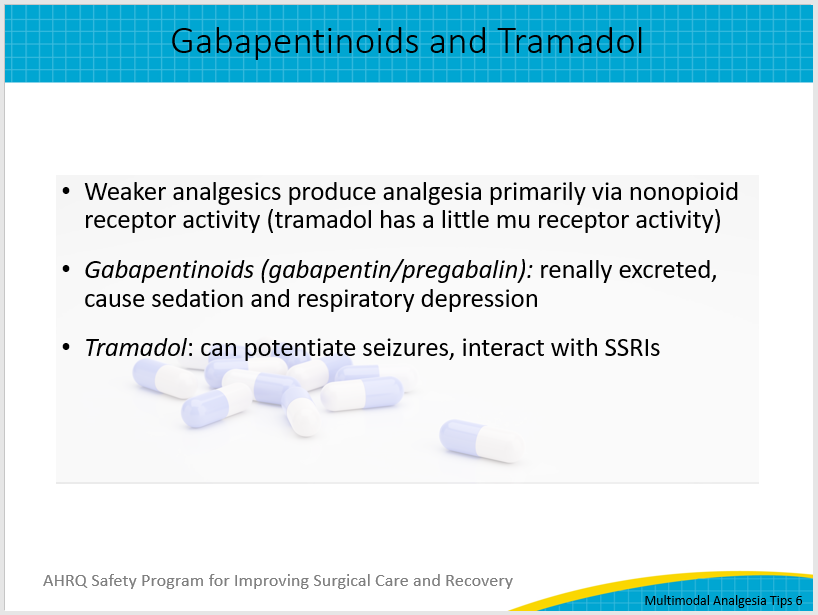 Gabapentinoids and Tramadol
• Weaker analgesics produce analgesia primarily via nonopioid
receptor activity (tramadol has a little mu receptor activity)
• Gabapentinoids (gabapentin/pregabalin): renally excreted,
cause sedation and respiratory depression
• Tramadol: can potentiate seizures, interact with SSRIs
AHRQ Safety Program for Improving Surgical Care and Recovery
Multimodal Analgesia Tips 6